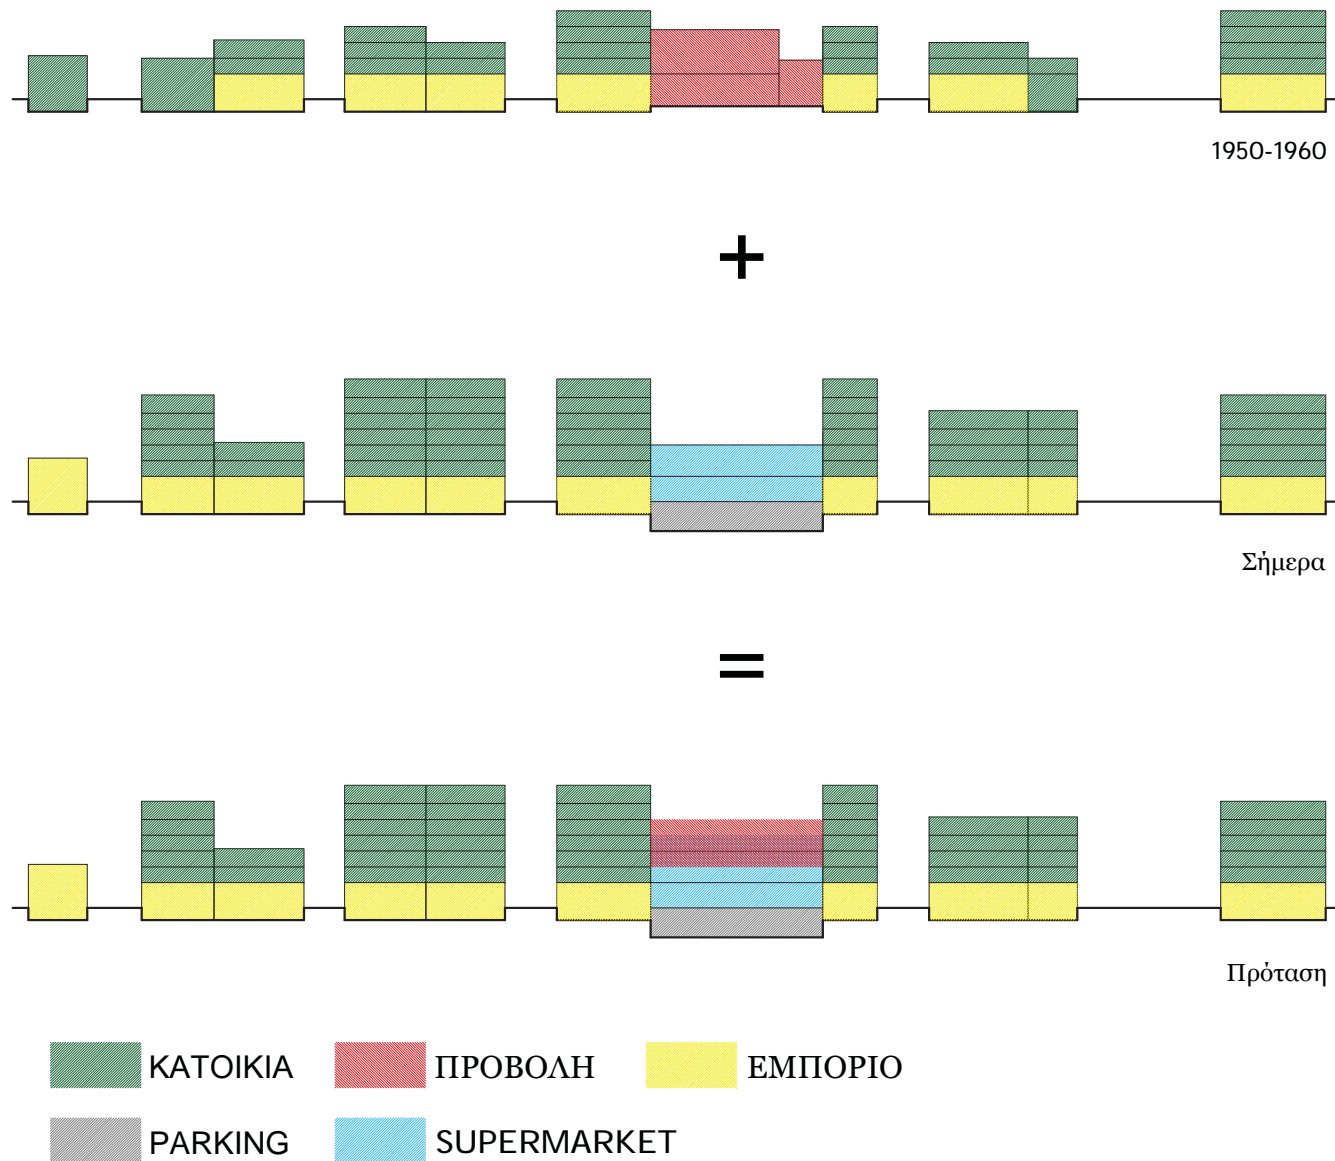 1950-1960
+
Σήμερα
=
Πρόταση
ΚΑΤΟΙΚΙΑ ΠΡΟΒΟΛΗ ΕΜΠΟΡΙΟ
PARKING SUPERMARKET